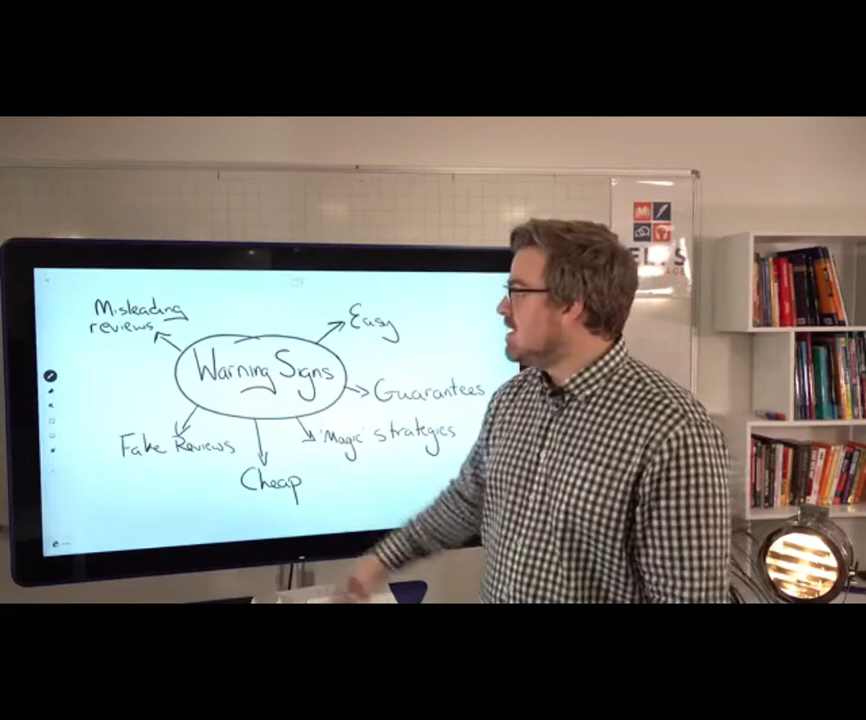 Misleading
reviews
Easy
Warning Signs
Guarantees
'Magic' strategies
Fake Reviews
Cheap